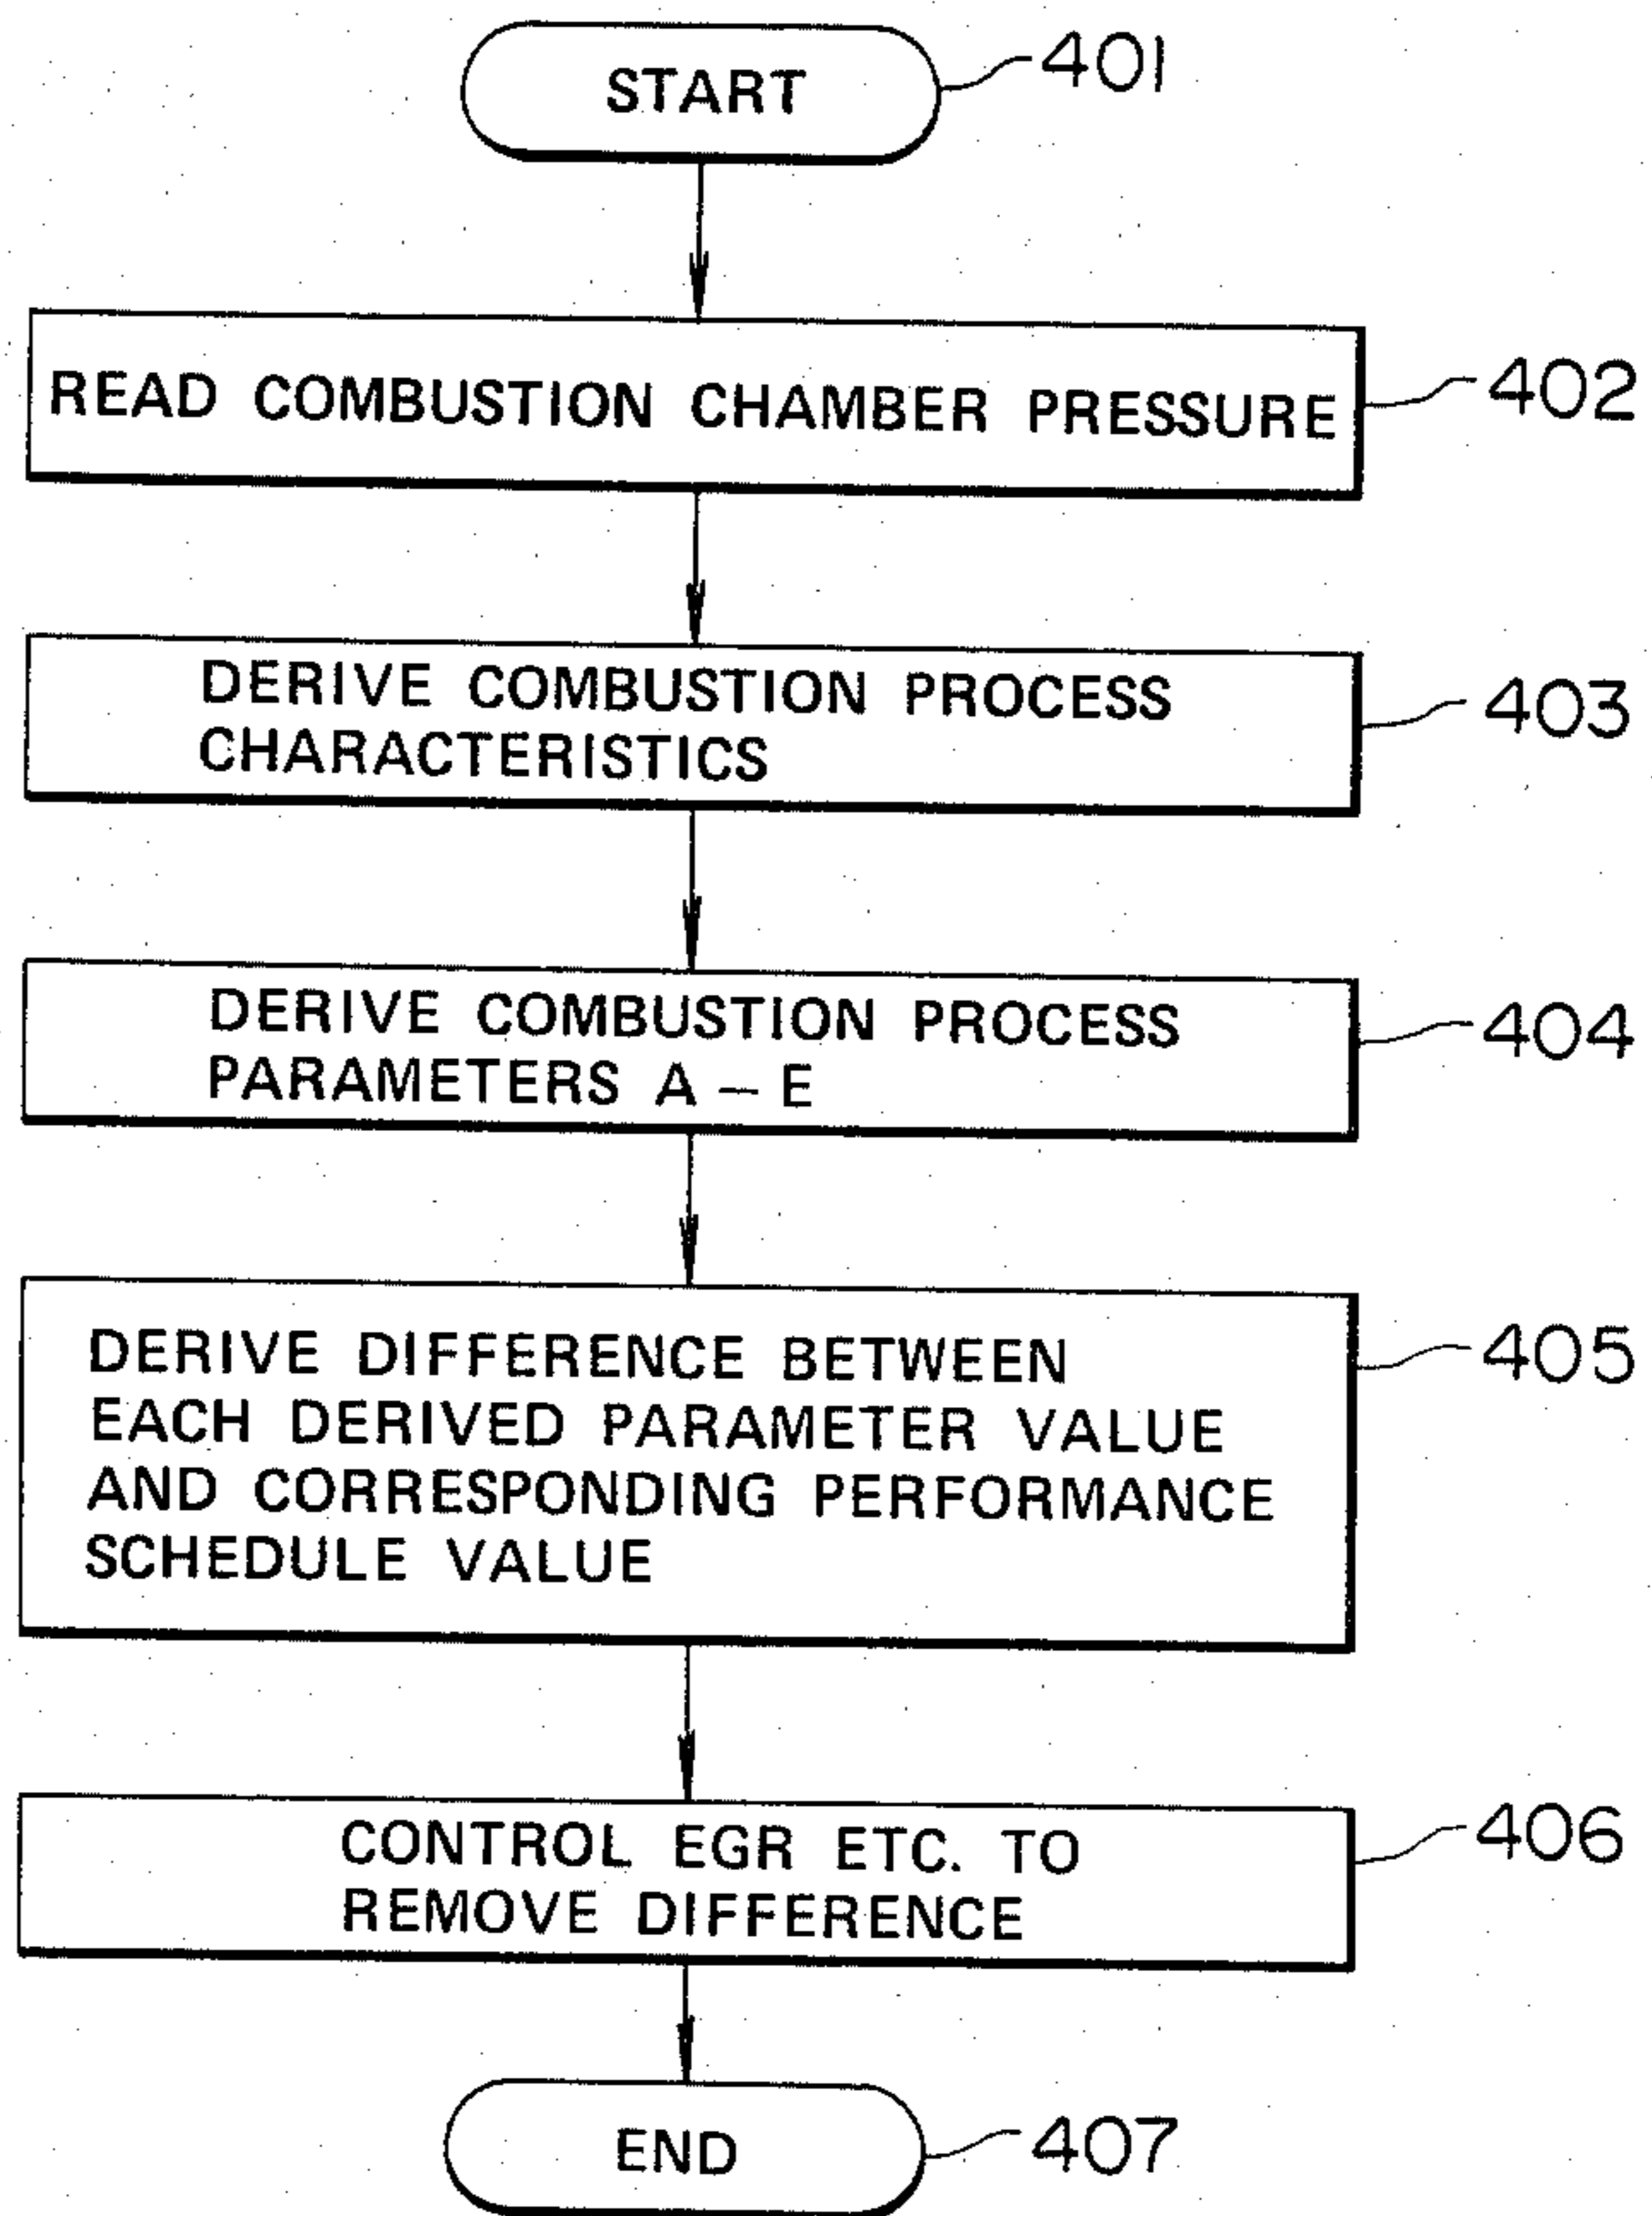 START
401
READ COMBUSTION CHAMBER PRESSURE
402
DERIVE COMBUSTION PROCESS
CHARACTERISTICS
403
DERIVE COMBUSTION PROCESS
PARAMETERS A – E
404
DERIVE DIFFERENCE BETWEEN
EACH DERIVED PARAMETER VALUE
AND CORRESPONDING PERFORMANCE
SCHEDULE VALUE
405
CONTROL EGR ETC. TO
REMOVE DIFFERENCE
406
END
407